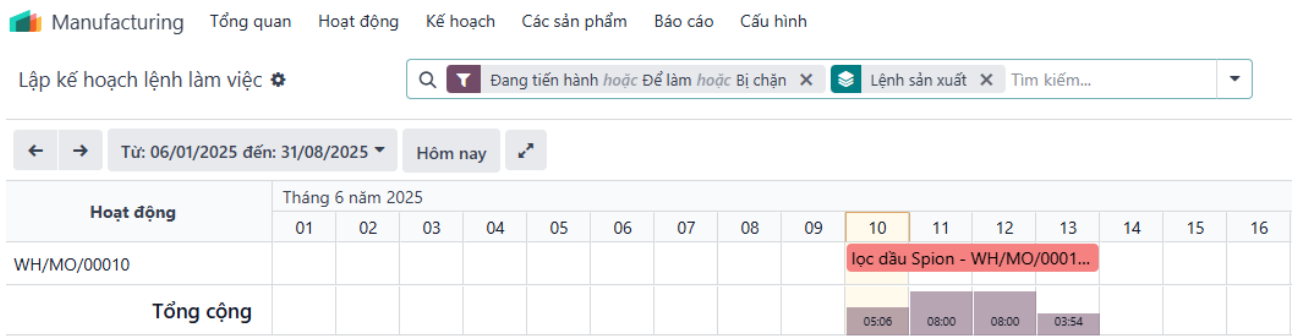 Manufacturing Tổng quan Hoạt động Kế hoạch Các sản phẩm Báo cáo Cấu hình
Lập kế hoạch lệnh làm việc Đang tiến hành hoặc Để làm hoặc Bị chặn × Lệnh sản xuất × Tìm kiếm...
← → Từ: 06/01/2025 đến: 31/08/2025 Hôm nay
Hoạt động
Tháng 6 năm 2025
01 02 03 04 05 06 07 08 09 10 11 12 13 14 15 16
WH/MO/00010 lọc dầu Spion - WH/MO/0001...
Tổng cộng 05:06 08:00 08:00 03:54